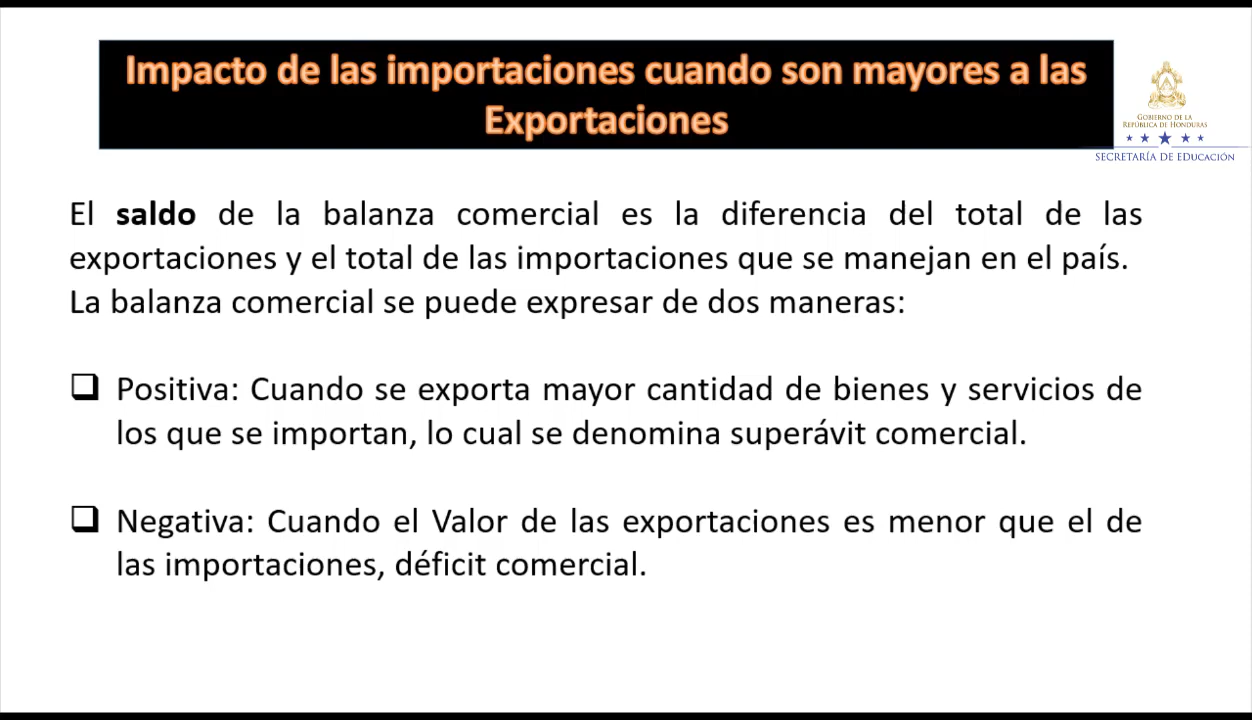 Impacto de las importaciones cuando son mayores a las
Exportaciones
GOBIERNO DE LA
REPÚBLICA DE HONDURAS
SECRETARÍA DE EDUCACIÓN
El saldo de la balanza comercial es la diferencia del total de las
exportaciones y el total de las importaciones que se manejan en el país.
La balanza comercial se puede expresar de dos maneras:
Positiva: Cuando se exporta mayor cantidad de bienes y servicios de
los que se importan, lo cual se denomina superávit comercial.
Negativa: Cuando el Valor de las exportaciones es menor que el de
las importaciones, déficit comercial.